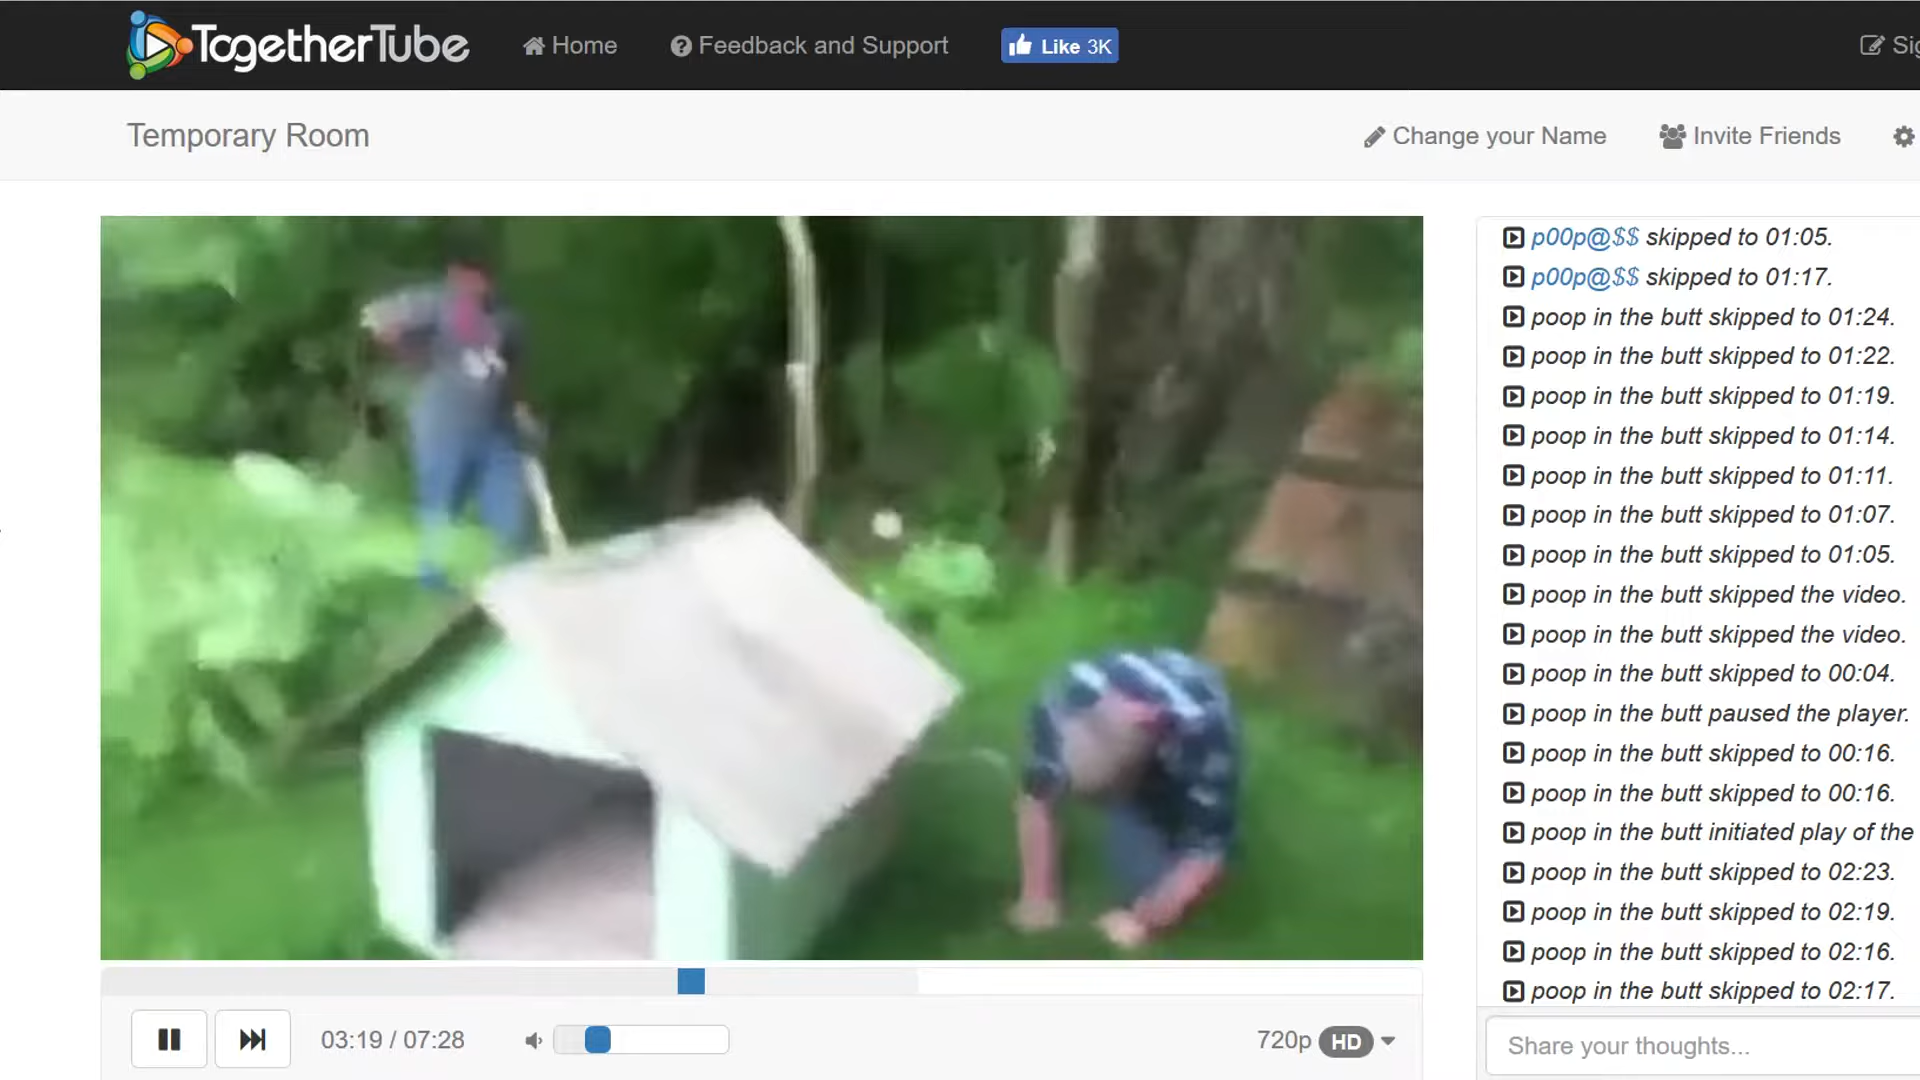 TogetherTube Home Feedback and Support Like 3K Sig
Temporary Room Change your Name Invite Friends
p00p@$$ skipped to 01:05.
p00p@$$ skipped to 01:17.
poop in the butt skipped to 01:24.
poop in the butt skipped to 01:22.
poop in the butt skipped to 01:19.
poop in the butt skipped to 01:14.
poop in the butt skipped to 01:11.
poop in the butt skipped to 01:07.
poop in the butt skipped to 01:05.
poop in the butt skipped the video.
poop in the butt skipped the video.
poop in the butt skipped to 00:04.
poop in the butt paused the player.
poop in the butt skipped to 00:16.
poop in the butt skipped to 00:16.
poop in the butt initiated play of the
poop in the butt skipped to 02:23.
poop in the butt skipped to 02:19.
poop in the butt skipped to 02:16.
poop in the butt skipped to 02:17.
03:19 / 07:28 720p HD
Share your thoughts...